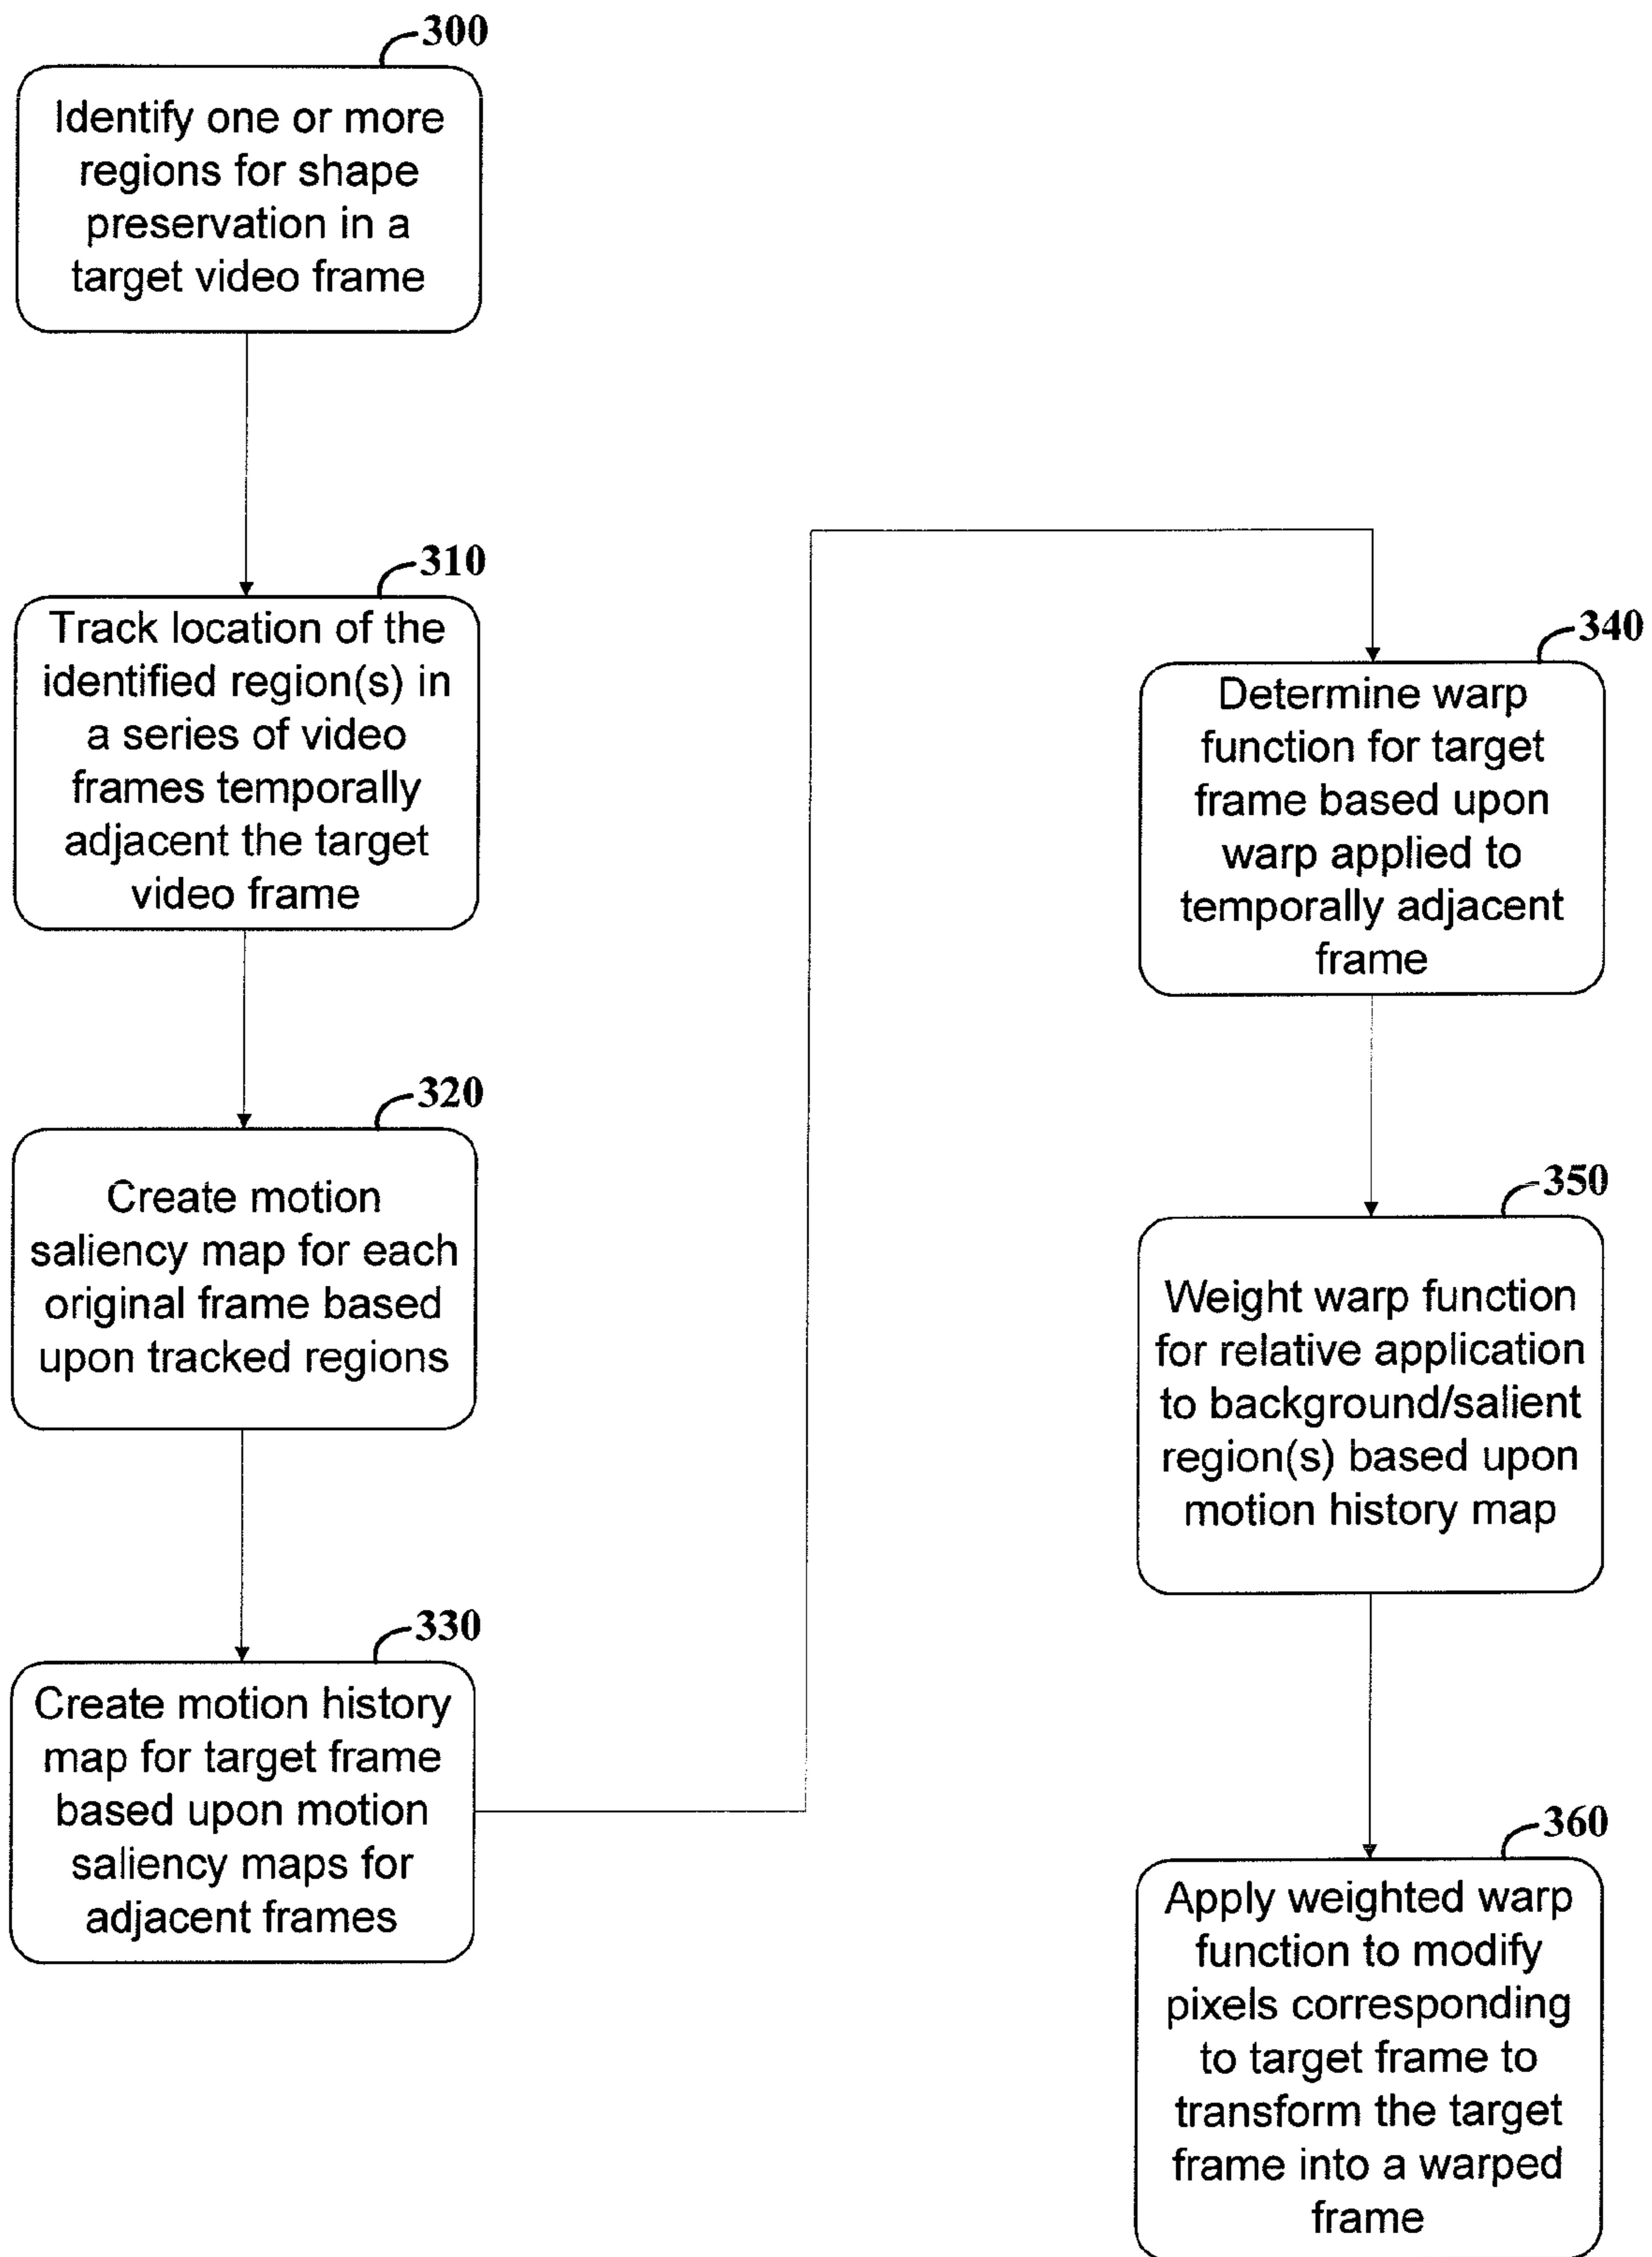 300
Identify one or more
regions for shape
preservation in a
target video frame
310
Track location of the
identified region(s) in
a series of video
frames temporally
adjacent the target
video frame
320
Create motion
saliency map for each
original frame based
upon tracked regions
330
Create motion history
map for target frame
based upon motion
saliency maps for
adjacent frames
340
Determine warp
function for target
frame based upon
warp applied to
temporally adjacent
frame
350
Weight warp function
for relative application
to background/salient
region(s) based upon
motion history map
360
Apply weighted warp
function to modify
pixels corresponding
to target frame to
transform the target
frame into a warped
frame